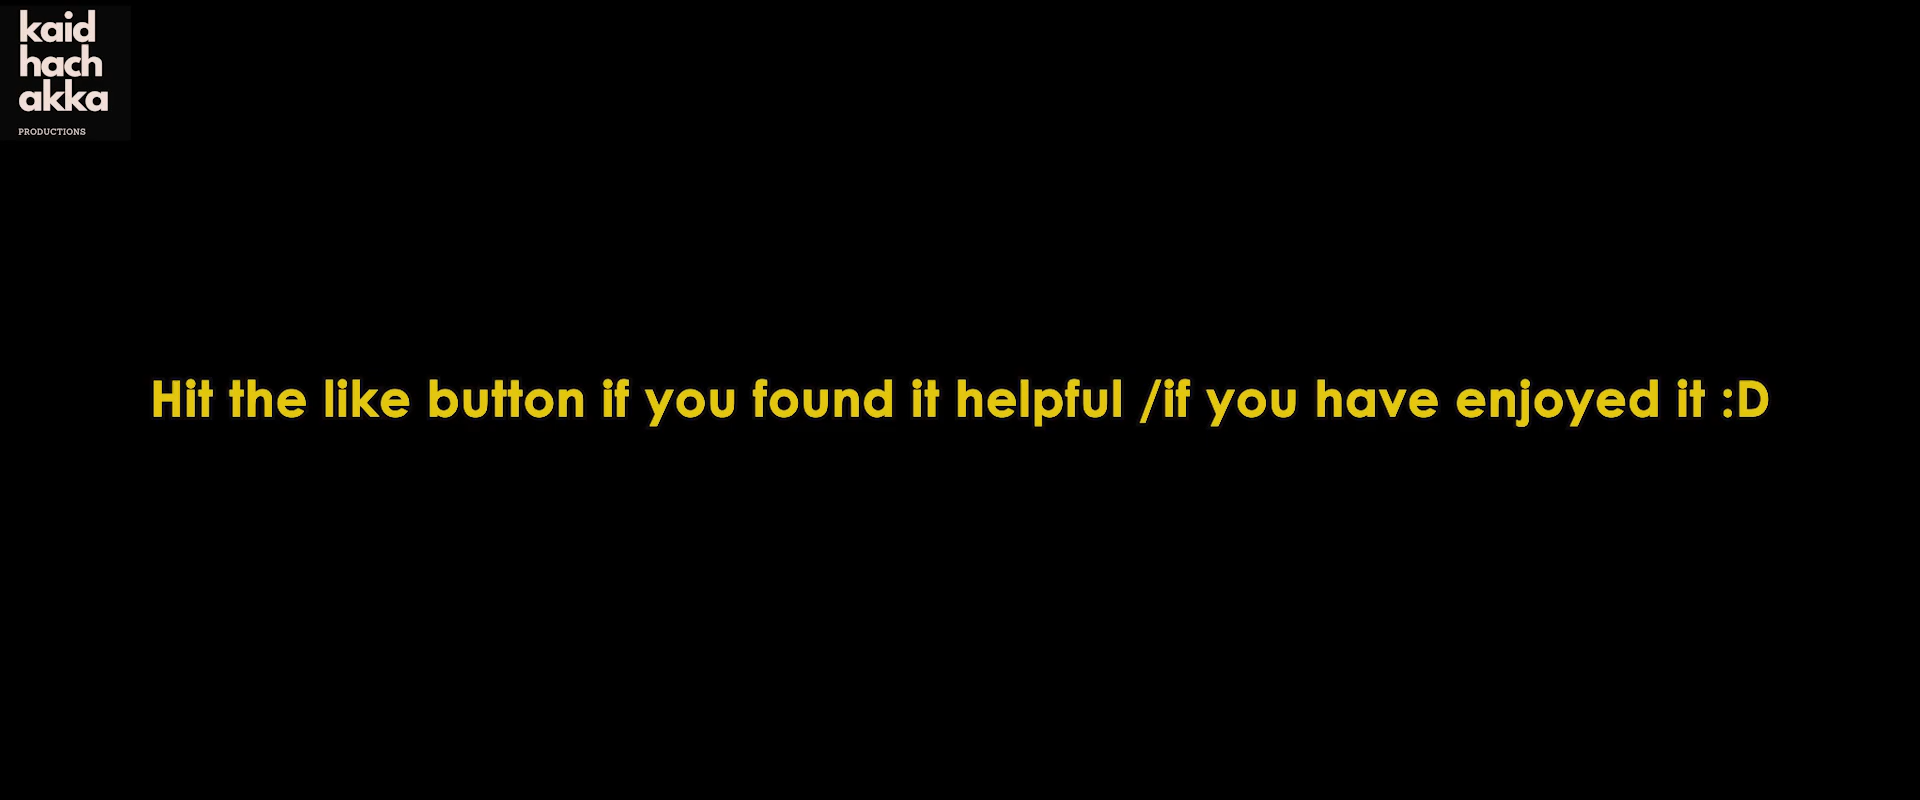 kaid
hach
akka
PRODUCTIONS
Hit the like button if you found it helpful /if you have enjoyed it :D